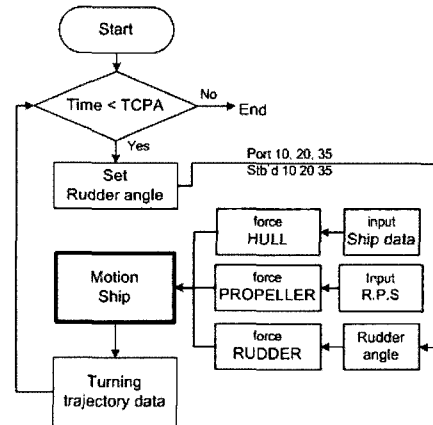 Start
Time < TCPA
No
End
Yes
Set
Rudder angle
Port 10, 20, 35
Stb'd 10 20 35
force
HULL
input
Ship data
Motion
Ship
force
PROPELLER
Input
R.P.S
force
RUDDER
Rudder
angle
Turning
trajectory data